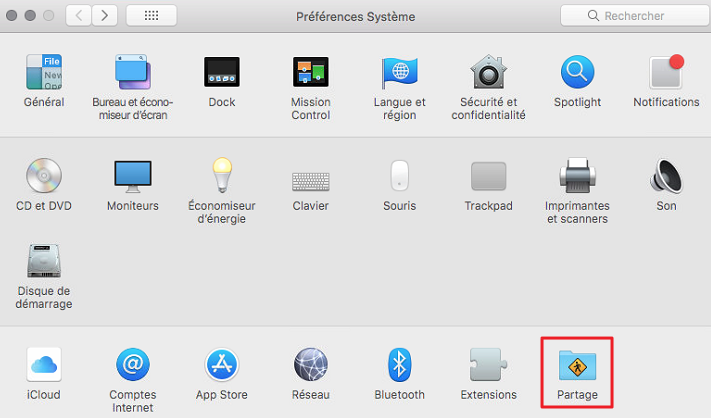 Préférences Système
Rechercher
File
New
Ope
Général
Bureau et écono-
miseur d'écran
Dock
Mission
Control
Langue et
région
Sécurité et
confidentialité
Spotlight
Notifications
CD et DVD
Moniteurs
Économiseur
d'énergie
Clavier
Souris
Trackpad
Imprimantes
et scanners
Son
Disque de
démarrage
iCloud
Comptes
Internet
App Store
Réseau
Bluetooth
Extensions
Partage